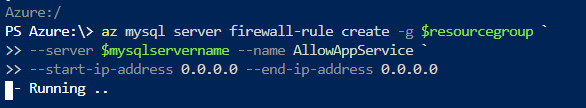 Azure:/
PS Azure:\> az mysql server firewall-rule create -g $resourcegroup `
>> --server $mysqlservername --name AllowAppService `
>> --start-ip-address 0.0.0.0 --end-ip-address 0.0.0.0
- Running ..